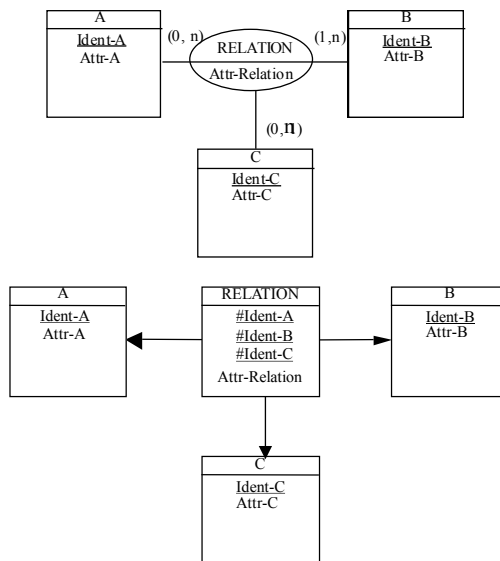 A
Ident-A
Attr-A
(0, n)
RELATION
Attr-Relation
(1,n)
B
Ident-B
Attr-B
(0,n)
C
Ident-C
Attr-C
A
Ident-A
Attr-A
RELATION
#Ident-A
#Ident-B
#Ident-C
Attr-Relation
B
Ident-B
Attr-B
C
Ident-C
Attr-C